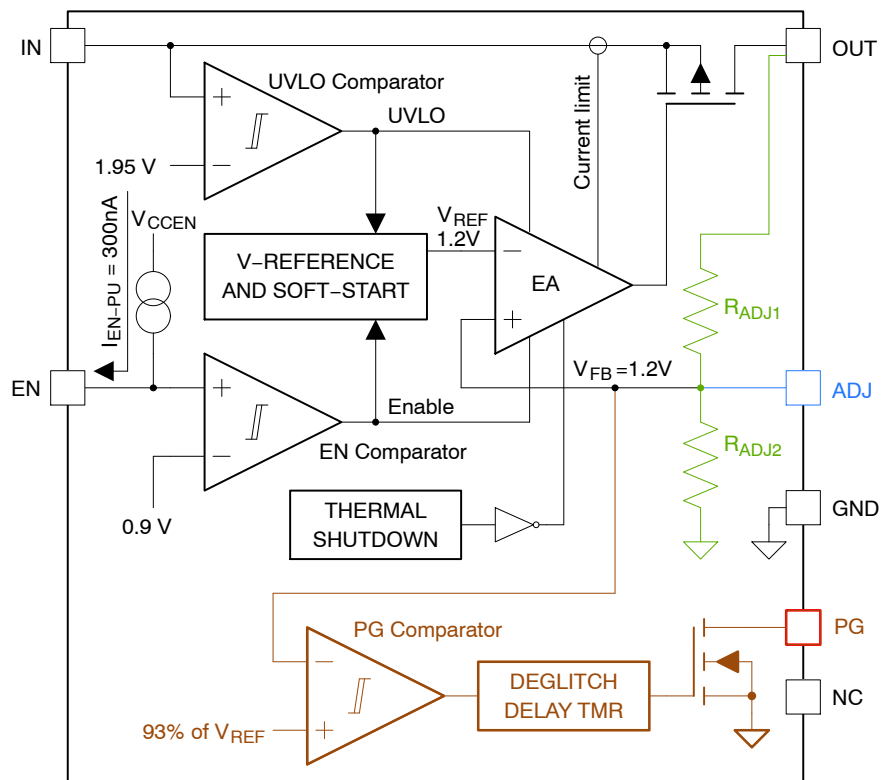 IN
OUT
UVLO Comparator
UVLO
Current limit
+
−
1.95 V
IEN−PU = 300nA
VCCEN
VREF
1.2V
V−REFERENCE
AND SOFT−START
−
EA
+
RADJ1
VFB =1.2V
EN
ADJ
+
−
Enable
EN Comparator
RADJ2
0.9 V
THERMAL
SHUTDOWN
GND
PG Comparator
PG
−
DEGLITCH
DELAY TMR
NC
93% of VREF
+